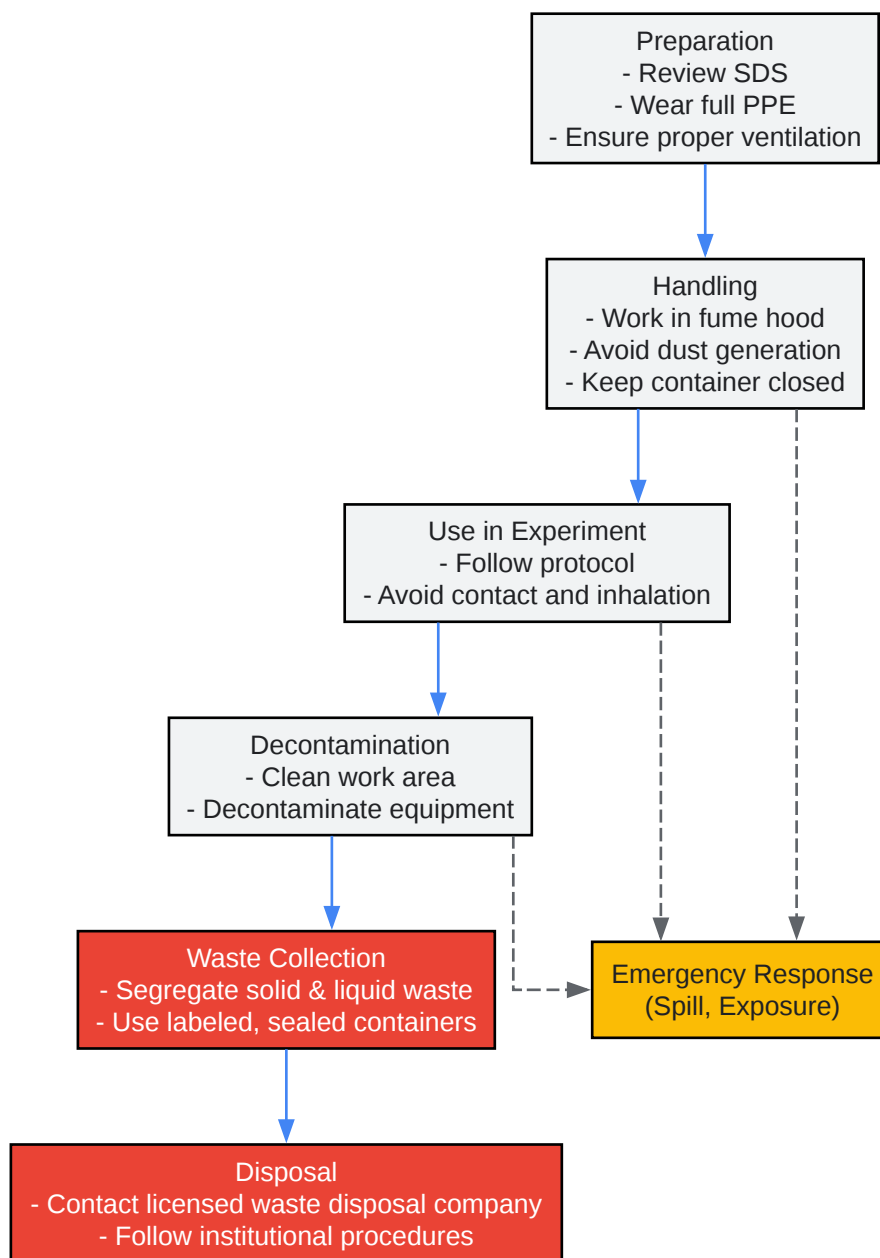 Preparation
- Review SDS
- Wear full PPE
- Ensure proper ventilation
Handling
- Work in fume hood
- Avoid dust generation
- Keep container closed
Use in Experiment
- Follow protocol
- Avoid contact and inhalation
Decontamination
- Clean work area
- Decontaminate equipment
Waste Collection
- Segregate solid & liquid waste
- Use labeled, sealed containers
Emergency Response
(Spill, Exposure)
Disposal
- Contact licensed waste disposal company
- Follow institutional procedures